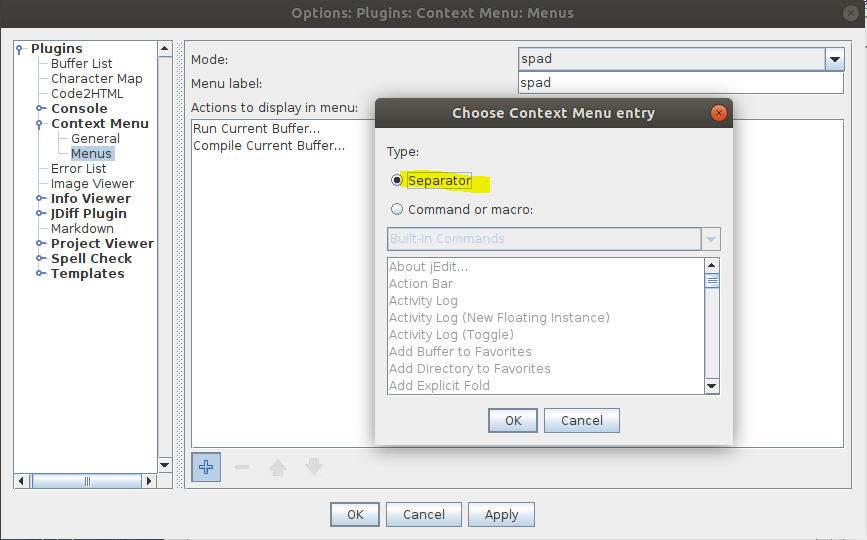 Options: Plugins: Context Menu: Menus
Plugins
Buffer List
Character Map
Code2HTML
Console
Context Menu
General
Menus
Error List
Image Viewer
Info Viewer
JDiff Plugin
Markdown
Project Viewer
Spell Check
Templates
Mode:
spad
Menu label:
spad
Actions to display in menu:
Run Current Buffer...
Compile Current Buffer...
Choose Context Menu entry
Type:
Separator
Command or macro:
Built-in Commands
About jEdit...
Action Bar
Activity Log
Activity Log (New Floating Instance)
Activity Log (Toggle)
Add Buffer to Favorites
Add Directory to Favorites
Add Explicit Fold
OK
Cancel
OK
Cancel
Apply